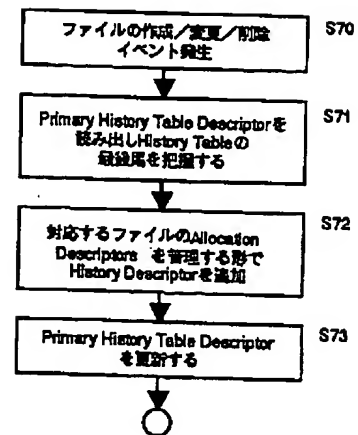 ファイルの作成／変更／削除
イベント発生
S70
Primary History Table Descriptorを
読み出しHistory Tableの
最終馬を把握する
S71
対応するファイルのAllocation
Descriptors を管理する形で
History Descriptorを追加
S72
Primary History Table Descriptor
を更新する
S73